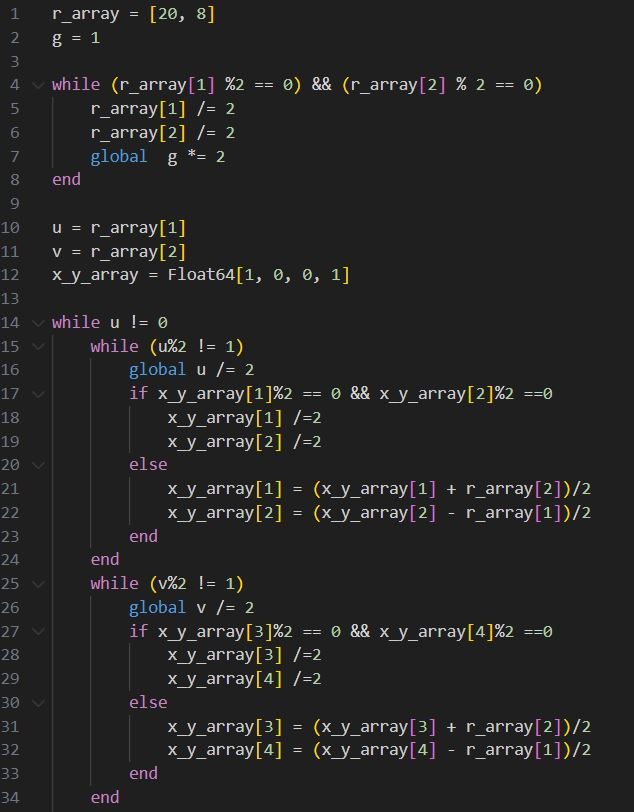 1 r_array = [20, 8]
2 g = 1
3
4 while (r_array[1] %2 == 0) && (r_array[2] % 2 == 0)
5     r_array[1] /= 2
6     r_array[2] /= 2
7     global  g *= 2
8 end
9
10 u = r_array[1]
11 v = r_array[2]
12 x_y_array = Float64[1, 0, 0, 1]
13
14 while u != 0
15     while (u%2 != 1)
16         global u /= 2
17         if x_y_array[1]%2 == 0 && x_y_array[2]%2 ==0
18             x_y_array[1] /=2
19             x_y_array[2] /=2
20         else
21             x_y_array[1] = (x_y_array[1] + r_array[2])/2
22             x_y_array[2] = (x_y_array[2] - r_array[1])/2
23         end
24     end
25     while (v%2 != 1)
26         global v /= 2
27         if x_y_array[3]%2 == 0 && x_y_array[4]%2 ==0
28             x_y_array[3] /=2
29             x_y_array[4] /=2
30         else
31             x_y_array[3] = (x_y_array[3] + r_array[2])/2
32             x_y_array[4] = (x_y_array[4] - r_array[1])/2
33         end
34     end